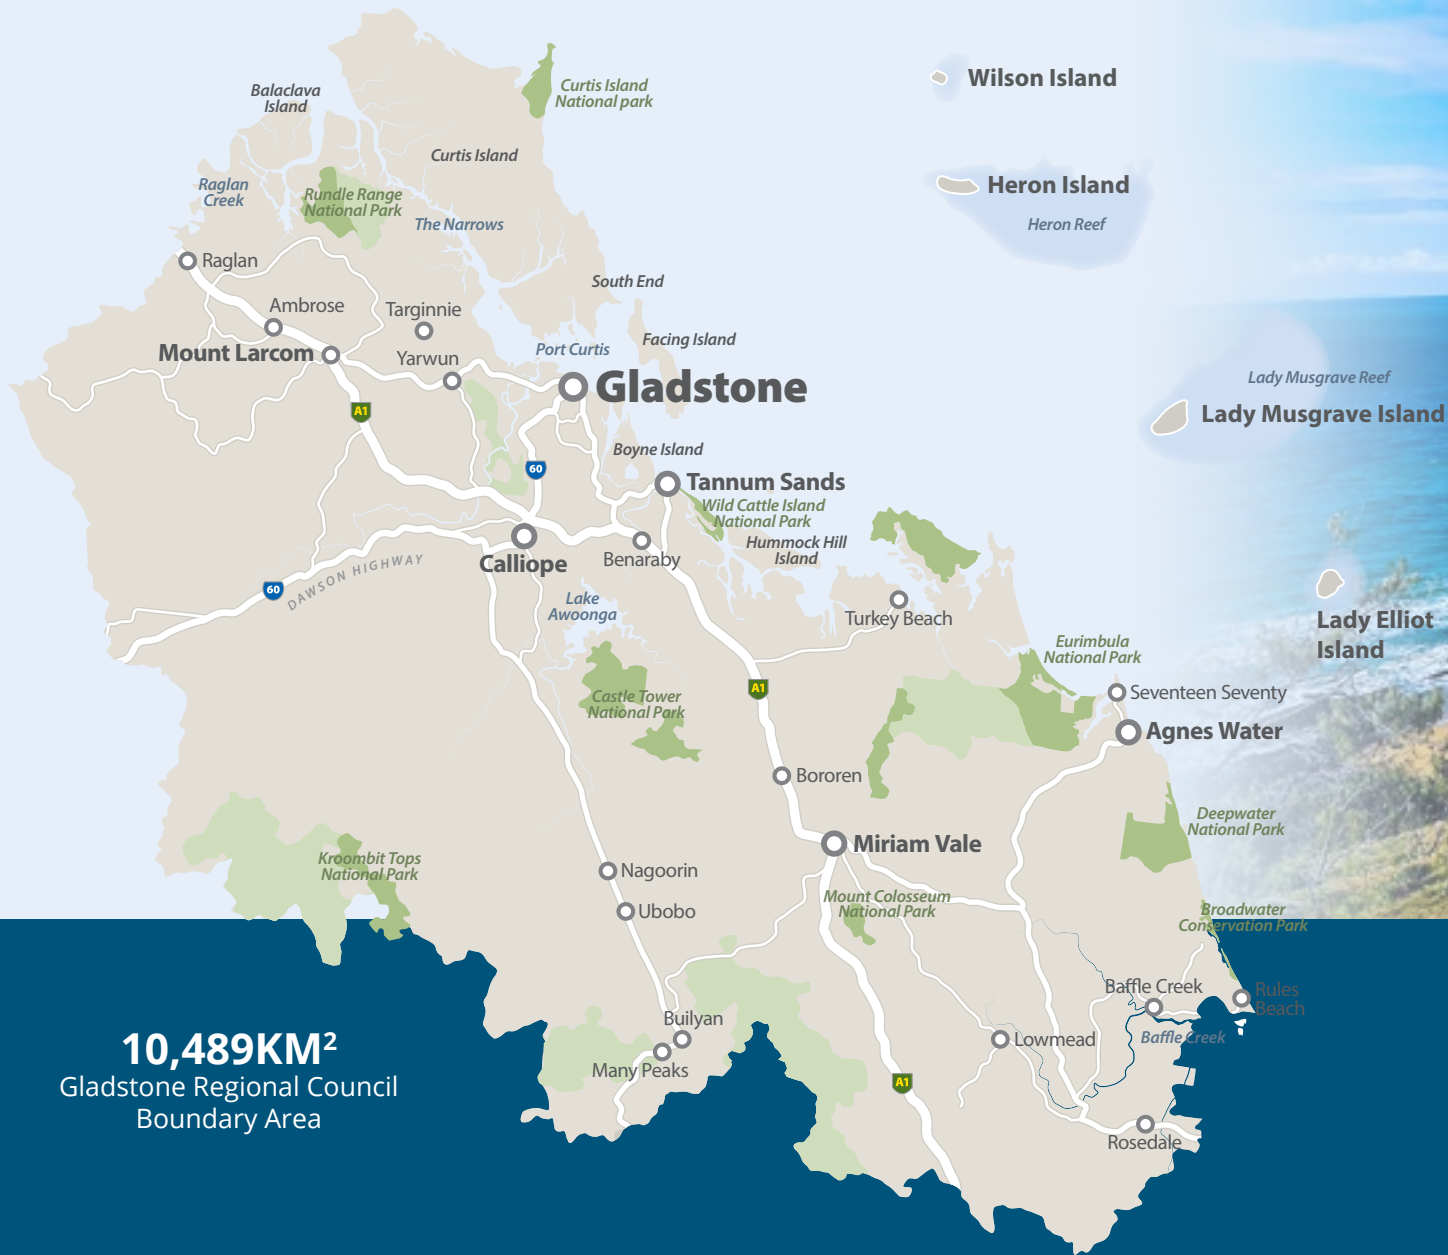 Wilson Island
Curtis Island
National park
Balaclava
Island
Curtis Island
Heron Island
Raglan
Creek
Rundle Range
National Park
The Narrows
Heron Reef
Raglan
South End
Ambrose
Targinnie
Facing Island
Mount Larcom
Yarwun
Port Curtis
Gladstone
Lady Musgrave Reef
Lady Musgrave Island
A1
Boyne Island
60
Tannum Sands
Wild Cattle Island
National Park
Hummock Hill
Island
Calliope
Benaraby
60
DAWSON HIGHWAY
Lake
Awoonga
Turkey Beach
Lady Elliot
Island
Eurimbula
National Park
Castle Tower
National Park
A1
Seventeen Seventy
Agnes Water
Bororen
Deepwater
National Park
Miriam Vale
Kroombit Tops
National Park
Nagoorin
Mount Colosseum
National Park
Ubobo
Broadwater
Conservation Park
Baffle Creek
Rules
Beach
Builyan
Lowmead
Baffle Creek
Many Peaks
A1
Rosedale
10,489KM²
Gladstone Regional Council
Boundary Area